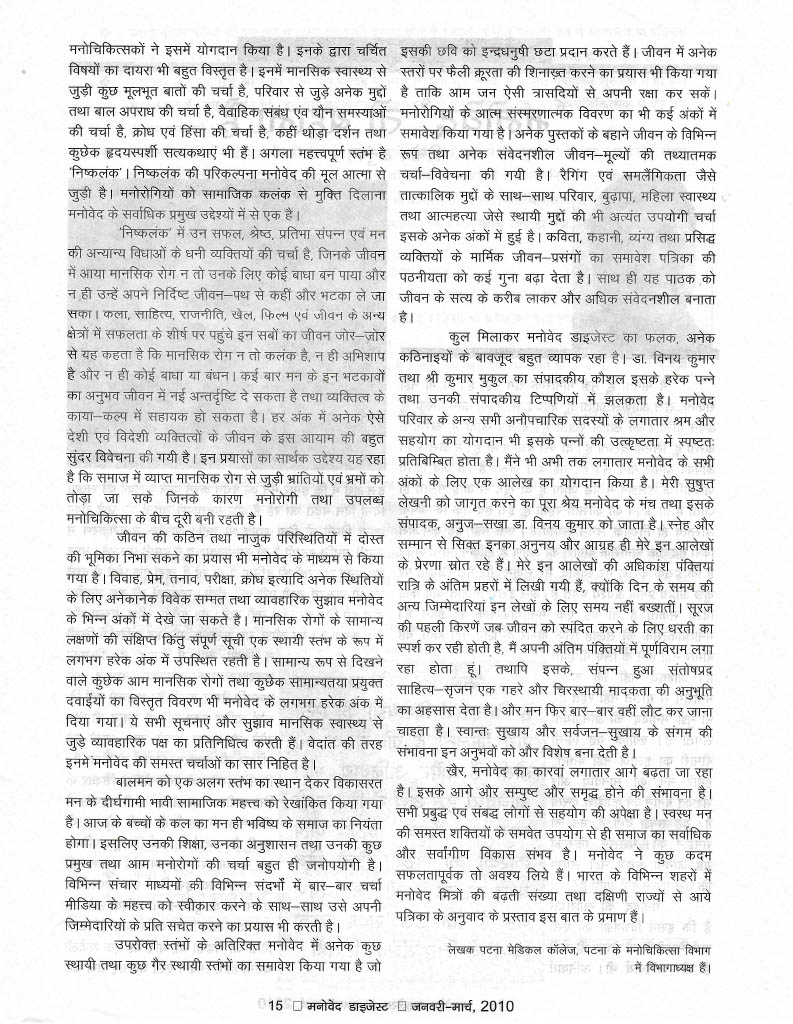 मनोचिकित्सकों ने इसमें योगदान किया है। इनके द्वारा चर्चित
विषयों का दायरा भी बहुत विस्तृत है। इनमें मानसिक स्वास्थ्य से
जुड़ी कुछ मूलभूत बातों की चर्चा है, परिवार से जुड़े अनेक मुद्दों
तथा बाल अपराध की चर्चा है, वैवाहिक संबंध एंव यौन समस्याओं
की चर्चा है, क्रोध एवं हिंसा की चर्चा है, कहीं थोड़ा दर्शन तथा
कुछेक हृदयस्पर्शी सत्यकथाएं भी हैं। अगला महत्त्वपूर्ण स्तंभ है
'निष्कलंक'। निष्कलंक की परिकल्पना मनोवेद की मूल आत्मा से
जुड़ी है। मनोरोगियों को सामाजिक कलंक से मुक्ति दिलाना
मनोवेद के सर्वाधिक प्रमुख उद्देश्यों में से एक है।
'निष्कलंक' में उन सफल, श्रेष्ठ, प्रतिभा संपन्न एवं मन
की अन्यान्य विधाओं के धनी व्यक्तियों की चर्चा है, जिनके जीवन
में आया मानसिक रोग न तो उनके लिए कोई बाधा बन पाया और
न ही उन्हें अपने निर्दिष्ट जीवन–पथ से कहीं और भटका ले जा
सका। कला, साहित्य, राजनीति, खेल, फिल्म एवं जीवन के अन्य
क्षेत्रों में सफलता के शीर्ष पर पहुंचे इन सबों का जीवन जोर–ज़ोर
से यह कहता है कि मानसिक रोग न तो कलंक है, न ही अभिशाप
है और न ही कोई बाधा या बंधन। कई बार मन के इन भटकावों
का अनुभव जीवन में नई अन्तर्दृष्टि दे सकता है तथा व्यक्तित्व के
काया–कल्प में सहायक हो सकता है। हर अंक में अनेक ऐसे
देशी एवं विदेशी व्यक्तित्वों के जीवन के इस आयाम की बहुत
सुंदर विवेचना की गयी है। इन प्रयासों का सार्थक उद्देश्य यह रहा
है कि समाज में व्याप्त मानसिक रोग से जुड़ी भ्रांतियों एवं भ्रमों को
तोड़ा जा सके जिनके कारण मनोरोगी तथा उपलब्ध
मनोचिकित्सा के बीच दूरी बनी रहती है।
जीवन की कठिन तथा नाजुक परिस्थितियों में दोस्त
की भूमिका निभा सकने का प्रयास भी मनोवेद के माध्यम से किया
गया है। विवाह, प्रेम, तनाव, परीक्षा, क्रोध इत्यादि अनेक स्थितियों
के लिए अनेकानेक विवेक सम्मत तथा व्यावहारिक सुझाव मनोवेद
के भिन्न अंकों में देखे जा सकते है। मानसिक रोगों के सामान्य
लक्षणों की संक्षिप्त किंतु संपूर्ण सूची एक स्थायी स्तंभ के रूप में
लगभग हरेक अंक में उपस्थित रहती है। सामान्य रूप से दिखने
वाले कुछेक आम मानसिक रोगों तथा कुछेक सामान्यतया प्रयुक्त
दवाईयों का विस्तृत विवरण भी मनोवेद के लगभग हरेक अंक में
दिया गया। ये सभी सूचनाएं और सुझाव मानसिक स्वास्थ्य से
जुड़े व्यावहारिक पक्ष का प्रतिनिधित्व करती हैं। वेदांत की तरह
इनमें मनोवेद की समस्त चर्चाओं का सार निहित है।
बालमन को एक अलग स्तंभ का स्थान देकर विकासरत
मन के दीर्घगामी भावी सामाजिक महत्त्व को रेखांकित किया गया
है। आज के बच्चों के कल का मन ही भविष्य के समाज का नियंता
होगा। इसलिए उनकी शिक्षा, उनका अनुशासन तथा उनकी कुछ
प्रमुख तथा आम मनोरोगों की चर्चा बहुत ही जनोपयोगी है।
विभिन्न संचार माध्यमों की विभिन्न संदर्भों में बार–बार चर्चा
मीडिया के महत्त्व को स्वीकार करने के साथ–साथ उसे अपनी
जिम्मेदारियों के प्रति सचेत करने का प्रयास भी करती है।
उपरोक्त स्तंभों के अतिरिक्त मनोवेद में अनेक कुछ
स्थायी तथा कुछ गैर स्थायी स्तंभों का समावेश किया गया है जो
इसकी छवि को इन्द्रधनुषी छटा प्रदान करते हैं। जीवन में अनेक
स्तरों पर फैली क्रूरता की शिनाख़्त करने का प्रयास भी किया गया
है ताकि आम जन ऐसी त्रासदियों से अपनी रक्षा कर सकें।
मनोरोगियों के आत्म संस्मरणात्मक विवरण का भी कई अंकों में
समावेश किया गया है। अनेक पुस्तकों के बहाने जीवन के विभिन्न
रूप तथा अनेक संवेदनशील जीवन–मूल्यों की तथ्यात्मक
चर्चा–विवेचना की गयी है। रैगिंग एवं समलैंगिकता जैसे
तात्कालिक मुद्दों के साथ–साथ परिवार, बुढ़ापा, महिला स्वास्थ्य
तथा आत्महत्या जैसे स्थायी मुद्दों की भी अत्यंत उपयोगी चर्चा
इसके अनेक अंकों में हुई है। कविता, कहानी, व्यंग्य तथा प्रसिद्ध
व्यक्तियों के मार्मिक जीवन–प्रसंगों का समावेश पत्रिका की
पठनीयता को कई गुना बढ़ा देता है। साथ ही यह पाठक को
जीवन के सत्य के करीब लाकर और अधिक संवेदनशील बनाता
है।
कुल मिलाकर मनोवेद डाइजेस्ट का फलक, अनेक
कठिनाइयों के बावजूद बहुत व्यापक रहा है। डा. विनय कुमार
तथा श्री कुमार मुकुल का संपादकीय कौशल इसके हरेक पन्ने
तथा उनकी संपादकीय टिप्पणियों में झलकता है। मनोवेद
परिवार के अन्य सभी अनौपचारिक सदस्यों के लगातार श्रम और
सहयोग का योगदान भी इसके पन्नों की उत्कृष्टता में स्पष्टतः
प्रतिबिम्बित होता है। मैंने भी अभी तक लगातार मनोवेद के सभी
अंकों के लिए एक आलेख का योगदान किया है। मेरी सुषुप्त
लेखनी को जागृत करने का पूरा श्रेय मनोवेद के मंच तथा इसके
संपादक, अनुज–सखा डा. विनय कुमार को जाता है। स्नेह और
सम्मान से सिक्त इनका अनुनय और आग्रह ही मेरे इन आलेखों
के प्रेरणा स्रोत रहे हैं। मेरे इन आलेखों की अधिकांश पंक्तियां
रात्रि के अंतिम प्रहरों में लिखी गयी हैं, क्योंकि दिन के समय की
अन्य जिम्मेदारियां इन लेखों के लिए समय नहीं बख्शतीं। सूरज
की पहली किरणें जब जीवन को स्पंदित करने के लिए धरती का
स्पर्श कर रही होती है, मैं अपनी अंतिम पंक्तियों में पूर्णविराम लगा
रहा होता हूं। तथापि इसके, संपन्न हुआ संतोषप्रद
साहित्य–सृजन एक गहरे और चिरस्थायी मादकता की अनुभूति
का अहसास देता है। और मन फिर बार–बार वहीं लौट कर जाना
चाहता है। स्वान्तः सुखाय और सर्वजन–सुखाय के संगम की
संभावना इन अनुभवों को और विशेष बना देती है।
खैर, मनोवेद का कारवां लगातार आगे बढता जा रहा
है। इसके आगे और सम्पुष्ट और समृद्ध होने की संभावना है।
सभी प्रबुद्ध एवं संबद्ध लोगों से सहयोग की अपेक्षा है। स्वस्थ मन
की समस्त शक्तियों के समवेत उपयोग से ही समाज का सर्वाधिक
और सर्वांगीण विकास संभव है। मनोवेद ने कुछ कदम
सफलतापूर्वक तो अवश्य लिये हैं। भारत के विभिन्न शहरों में
मनोवेद मित्रों की बढ़ती संख्या तथा दक्षिणी राज्यों से आये
पत्रिका के अनुवाद के प्रस्ताव इस बात के प्रमाण हैं।
लेखक पटना मेडिकल कॉलेज, पटना के मनोचिकित्सा विभाग
में विभागाध्यक्ष हैं।
15 □ मनोवेद डाइजेस्ट □ जनवरी–मार्च, 2010